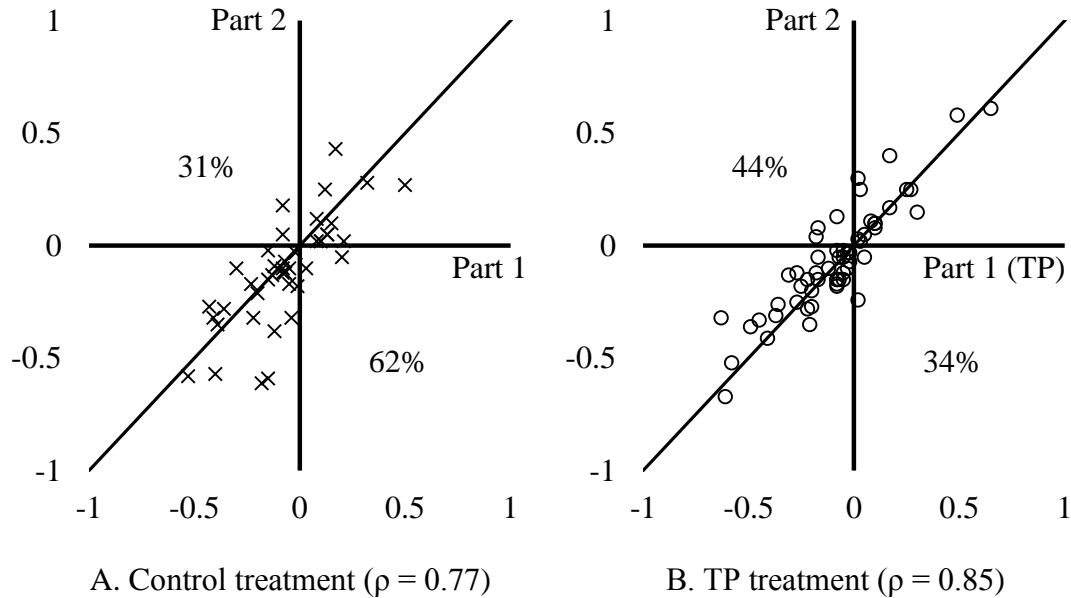 1 Part 2
0.5
31%
0
Part 1
-0.5
62%
-1
-1 -0.5 0 0.5 1
A. Control treatment (ρ = 0.77)
1 Part 2
0.5
44%
0
Part 1 (TP)
-0.5
34%
-1
-1 -0.5 0 0.5 1
B. TP treatment (ρ = 0.85)